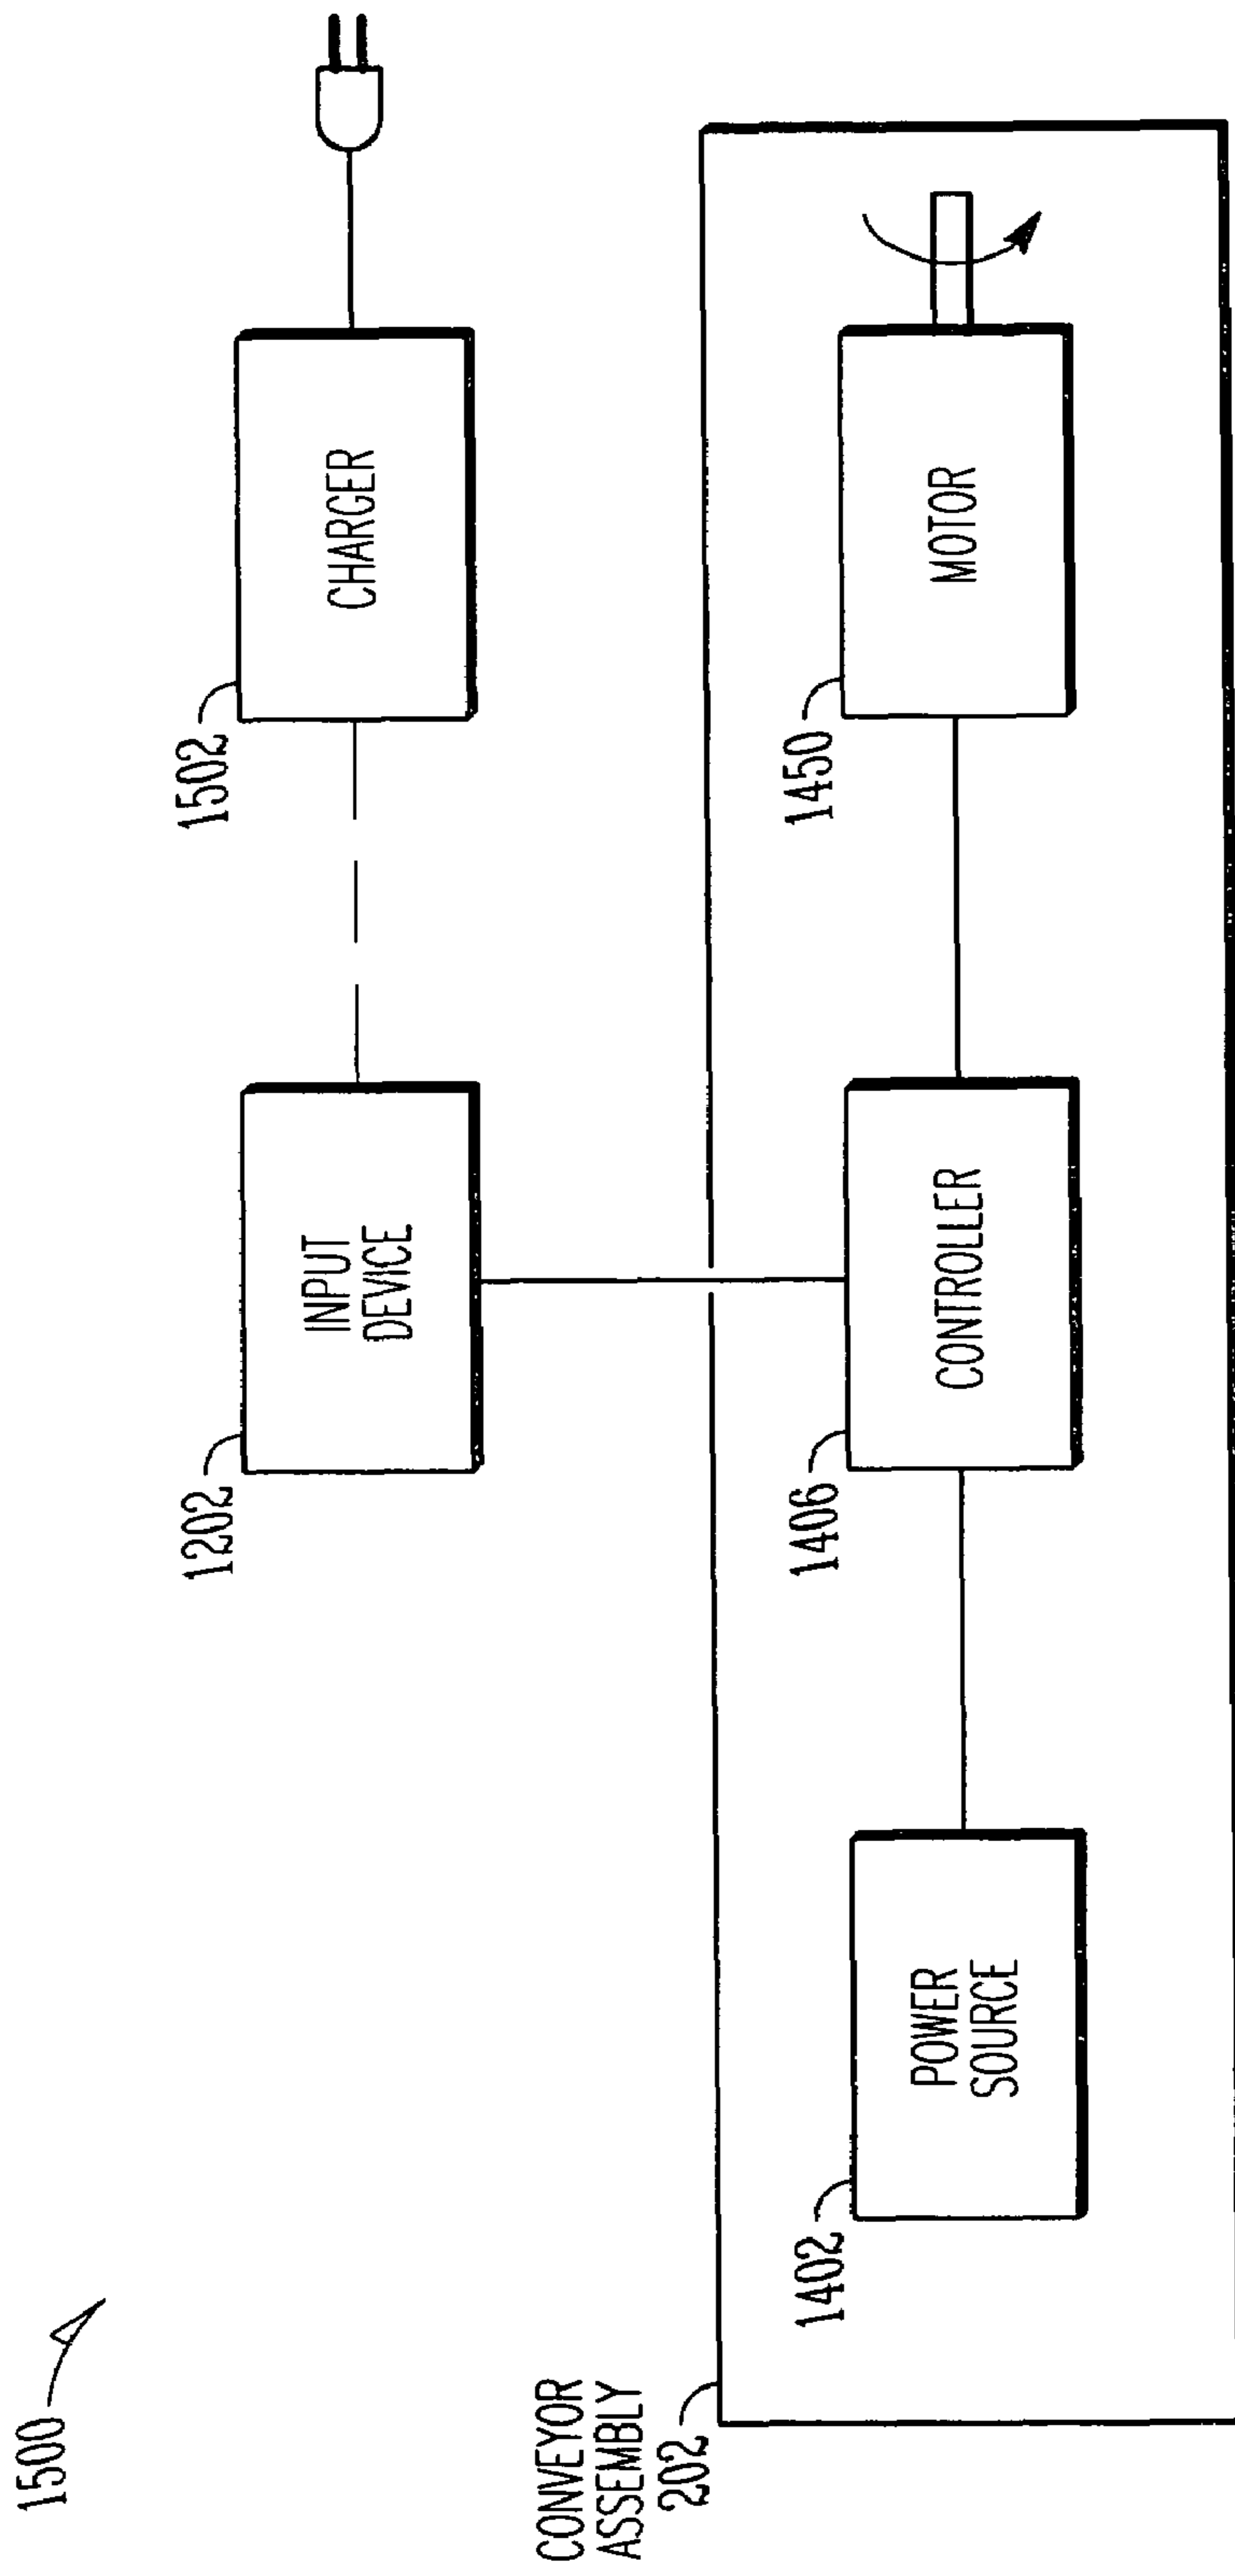 1500
1202
INPUT
DEVICE
1502
CHARGER
CONVEYOR
ASSEMBLY
202
1402
POWER
SOURCE
1406
CONTROLLER
1450
MOTOR